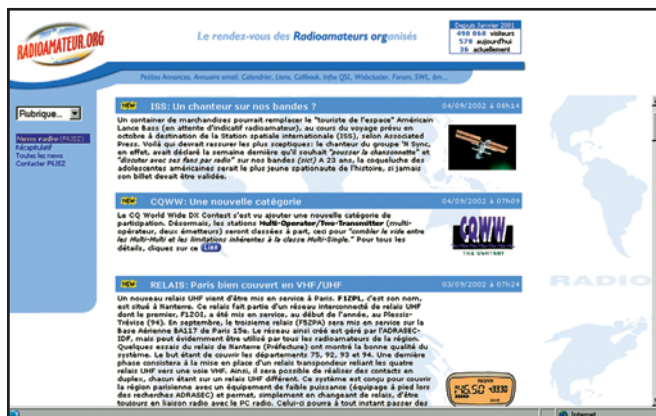 RADIOAMATEUR.ORG
Le rendez-vous des Radioamateurs organisés
Depuis Janvier 2001
490 068 visiteurs
578 aujourd'hui
36 actuellement
Petites Annonces, Annuaire email, Calendrier, Liens, Callbook, Infos QSL, Webcluster, Forum, SWL, 6m...
Rubrique...
Récapitulatif
Toutes les news
NEW ISS: Un chanteur sur nos bandes ? 04/09/2002 à 08h14
Un container de marchandises pourrait remplacer le "touriste de l'espace" Américain
Lance Bass (en attente d'indicatif radioamateur), au cours du voyage prévu en
octobre à destination de la Station spatiale internationale (ISS), selon Associated
Press. Voilà qui devrait rassurer les plus sceptiques: le chanteur du groupe 'N Sync,
en effet, avait déclaré la semaine dernière qu'il souhait "pousser la chansonnette" et
"discuter avec ses fans par radio" sur nos bandes (sic!) A 23 ans, la coqueluche des
adolescentes américaines serait le plus jeune spationaute de l'histoire, si jamais
son billet devait être validée.
NEW CQWW: Une nouvelle catégorie 04/09/2002 à 07h09
Le CQ World Wide DX Contest s'est vu ajouter une nouvelle catégorie de
participation. Désormais, les stations Multi-Operator/Two-Transmitter (multi-
opérateur, deux émetteurs) seront classées à part, ceci pour "combler le vide entre
les Multi-Multi et les limitations inhérentes à la classe Multi-Single." Pour tous les
détails, cliquez sur ce Lien
CQWW
THE CONTEST
NEW RELAIS: Paris bien couvert en VHF/UHF 03/09/2002 à 07h24
Un nouveau relais UHF vient d'être mis en service à Paris. F1ZPL, c'est son nom,
est situé à Nanterre. Ce relais fait partie d'un réseau interconnecté de relais UHF
dont le premier, F1ZOI, a été mis en service, au début de l'année, au Plessis-
Trévise (94). En septembre, le troisieme relais (F5ZPA) sera mis en service sur la
Base Aérienne BA117 de Paris 15e. Le réseau ainsi créé est géré par l'ADRASEC-
IDF, mais peut évidemment être utilisé par tous les radioamateurs de la région.
Quelques essais du relais de Nanterre (Préfecture) ont montré la bonne qualité du
système. Le but étant de couvrir les départements 75, 92, 93 et 94. Une dernière
phase consistera à la mise en place d'un relais transpondeur reliant les quatre
relais UHF vers une voie VHF. Ainsi, il sera possible de réaliser des contacts en
duplex, chacun étant sur un relais UHF différent. Ce système est conçu pour couvrir
la région parisienne avec un équipement de faible puissance (équipage à pied lors
des recherches ADRASEC) et permet, simplement en changeant de relais, d'être
toujours en liaison radio avec le PC radio. Celui-ci pourra à tout instant passer des
RADIO
Internet